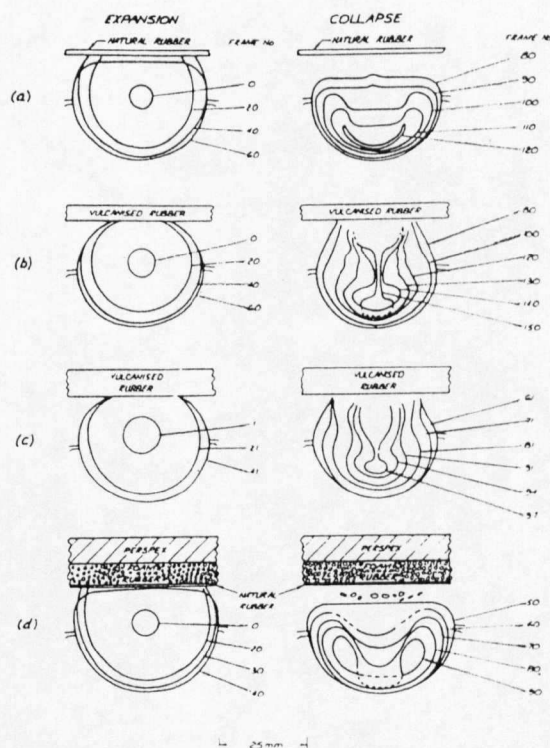 EXPANSION
COLLAPSE
NATURAL RUBBER
FRAME NO
NATURAL RUBBER
FRAME NO
(a)
0
20
40
60
80
90
100
110
120
VULCANISED RUBBER
VULCANISED RUBBER
(b)
0
20
40
60
80
100
120
130
140
150
VULCANISED
RUBBER
VULCANISED
RUBBER
(c)
1
21
41
61
71
81
91
94
97
PERSPEX
PERSPEX
RUBBER
NATURAL
RUBBER
(d)
0
20
30
40
50
60
70
80
90
25 mm